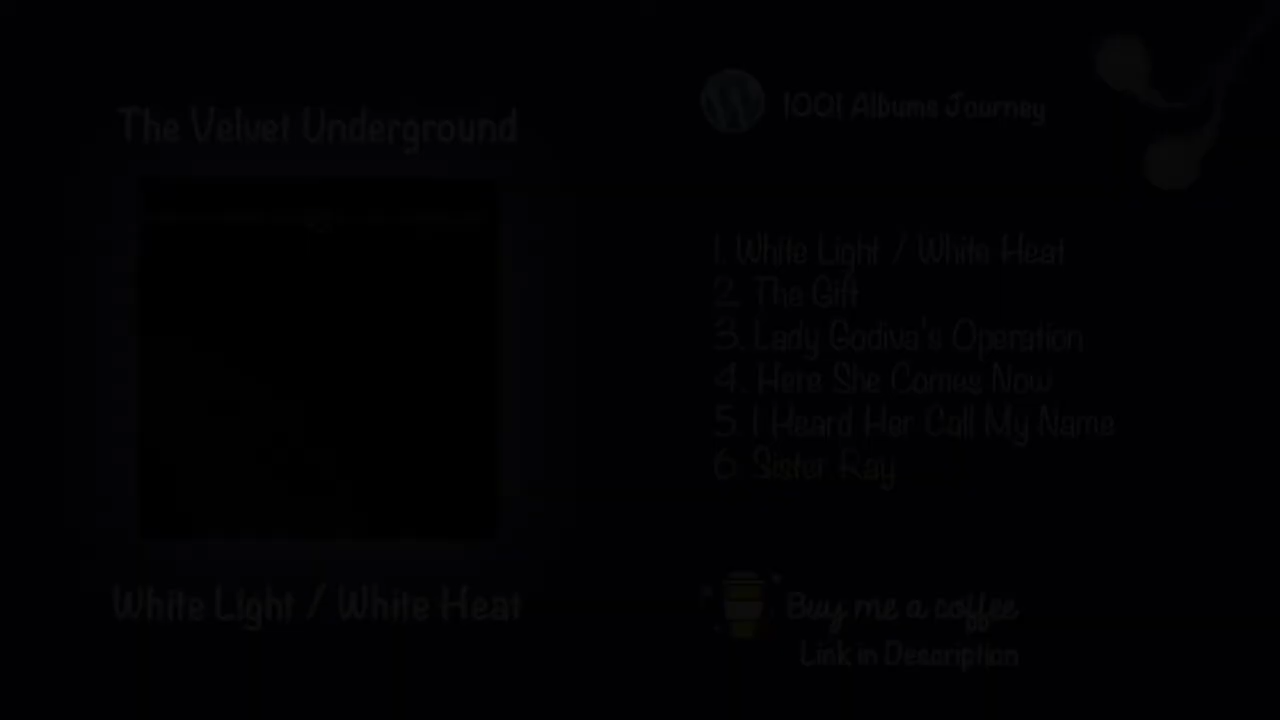 The Velvet Underground
White Light / White Heat
1001 Albums Journey
1. White Light / White Heat
2. The Gift
3. Lady Godiva's Operation
4. Here She Comes Now
5. I Heard Her Call My Name
6. Sister Ray
Buy me a coffee
Link in Description